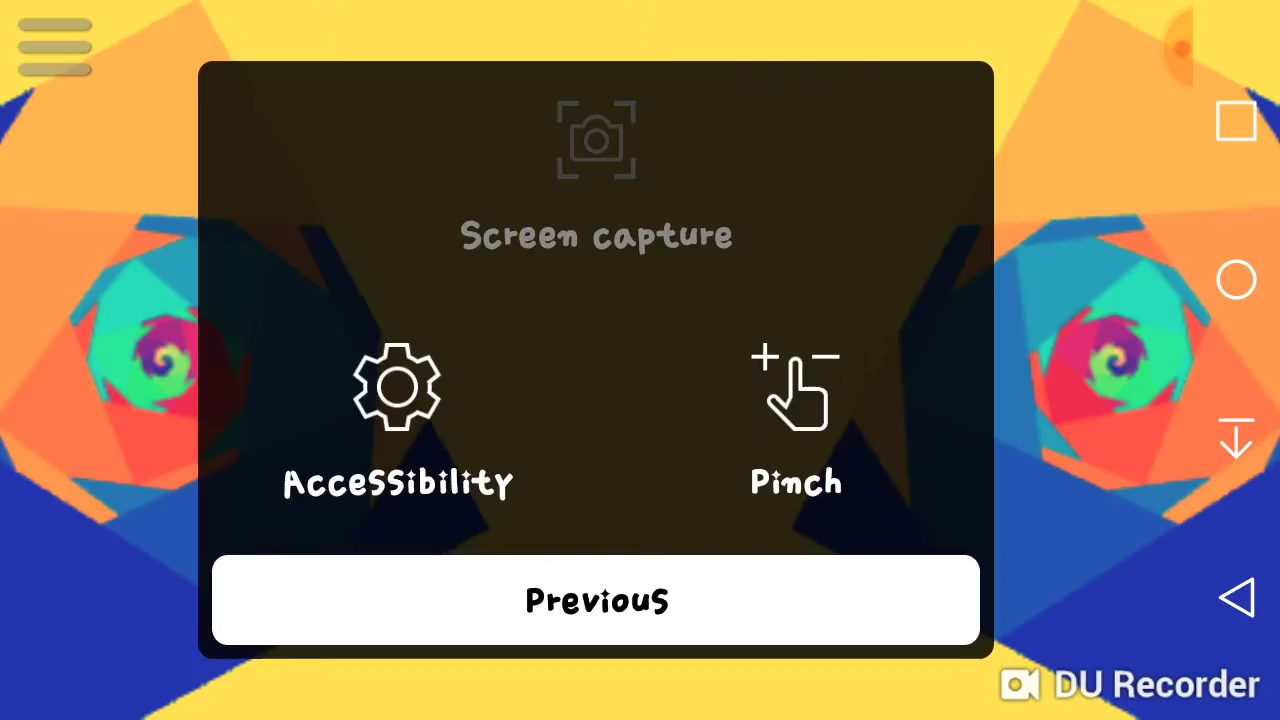 Screen capture
Accessibility
Pinch
Previous
DU Recorder